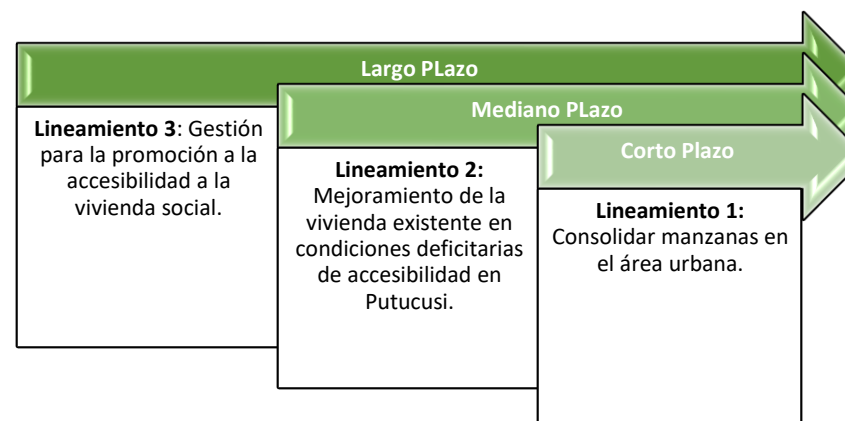 Largo PLazo
Lineamiento 3: Gestión
para la promoción a la
accesibilidad a la
vivienda social.
Mediano PLazo
Lineamiento 2:
Mejoramiento de la
vivienda existente en
condiciones deficitarias
de accesibilidad en
Putucusi.
Corto Plazo
Lineamiento 1:
Consolidar manzanas en
el área urbana.